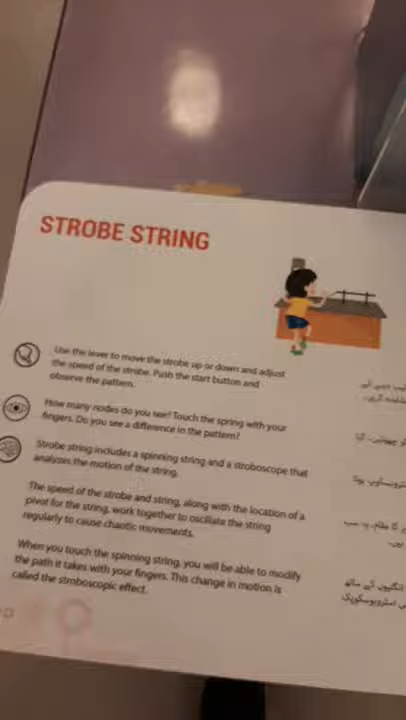 STROBE STRING
Use the lever to move the strobe up or down and adjust
the speed of the strobe. Push the start button and
observe the pattern.
How many nodes do you see? Touch the spring with your
fingers. Do you see a difference in the pattern?
Strobe string includes a spinning string and a stroboscope that
analyzes the motion of the string.
The speed of the strobe and string, along with the location of a
pivot for the string, work together to oscillate the string
regularly to cause chaotic movements.
When you touch the spinning string, you will be able to modify
the path it takes with your fingers. This change in motion is
called the stroboscopic effect.